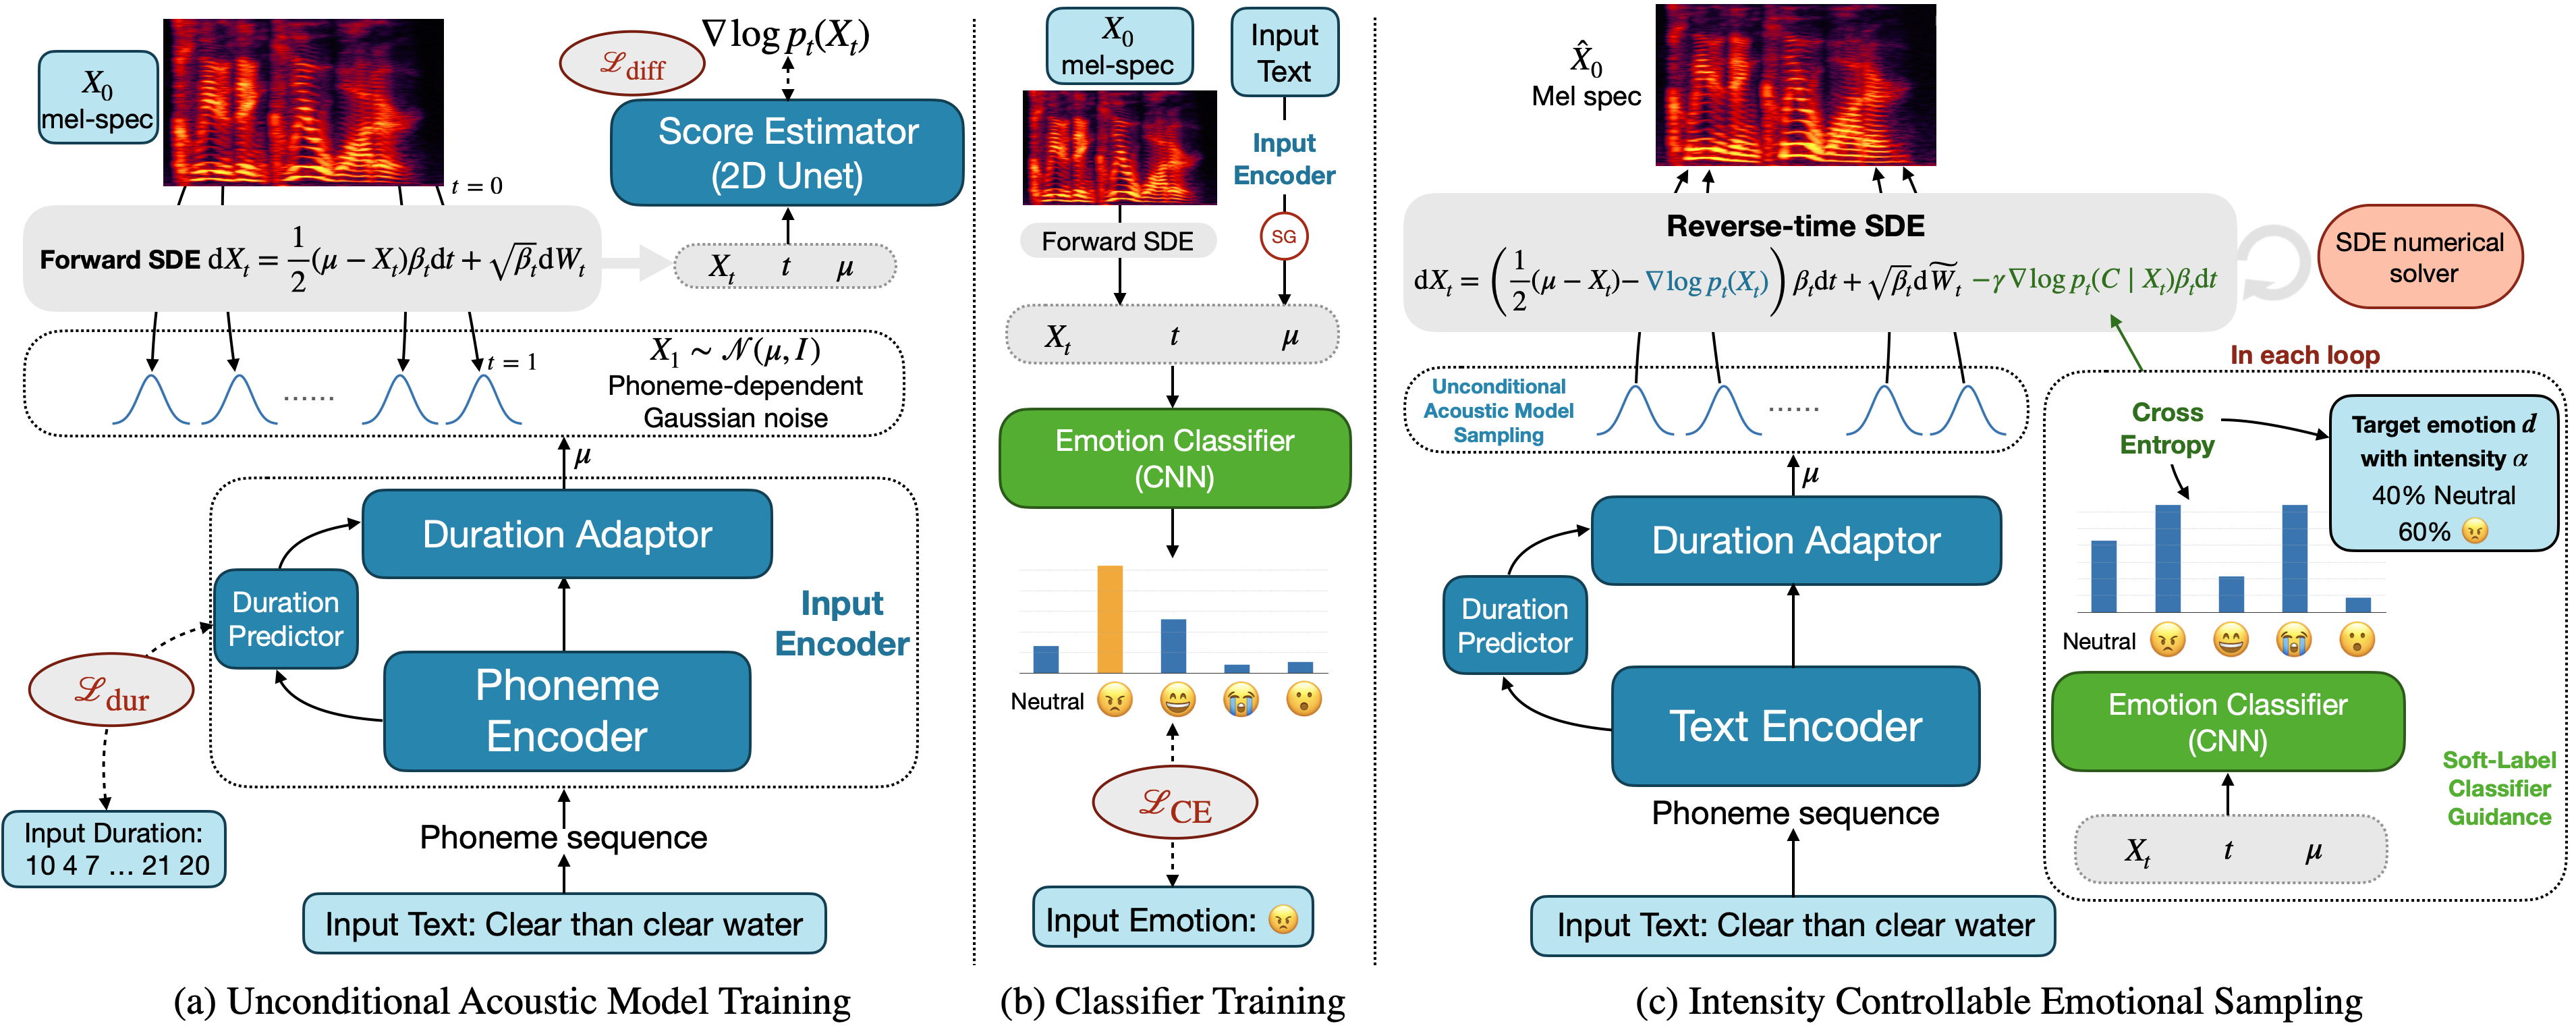 X₀
mel-spec
ℒ_diff
∇log pₜ(Xₜ)
Score Estimator
(2D Unet)
t = 0
Forward SDE dXₜ = 1/2(μ − Xₜ)βₜdt + √βₜdWₜ
Xₜ t μ
X₁ ∼ 𝒩(μ, I)
t = 1
Phoneme-dependent
Gaussian noise
......
μ
Duration Adaptor
Duration
Predictor
Input
Encoder
Phoneme
Encoder
ℒ_dur
Input Duration:
10 4 7 … 21 20
Phoneme sequence
Input Text: Clear than clear water
(a) Unconditional Acoustic Model Training
X₀
mel-spec
Input
Text
Input
Encoder
SG
Forward SDE
Xₜ t μ
Emotion Classifier
(CNN)
Neutral 😠 😄 😭 😮
ℒ_CE
Input Emotion: 😠
(b) Classifier Training
X̂₀
Mel spec
Reverse-time SDE
dXₜ = (1/2(μ − Xₜ)− ∇log pₜ(Xₜ)) βₜdt + √βₜdW̃ₜ −γ∇log pₜ(C | Xₜ)βₜdt
SDE numerical
solver
In each loop
Unconditional
Acoustic Model
Sampling
......
μ
Duration Adaptor
Duration
Predictor
Text Encoder
Phoneme sequence
Input Text: Clear than clear water
Cross
Entropy
Target emotion d
with intensity α
40% Neutral
60% 😠
Neutral 😠 😄 😭 😮
Emotion Classifier
(CNN)
Soft-Label
Classifier
Guidance
Xₜ t μ
(c) Intensity Controllable Emotional Sampling